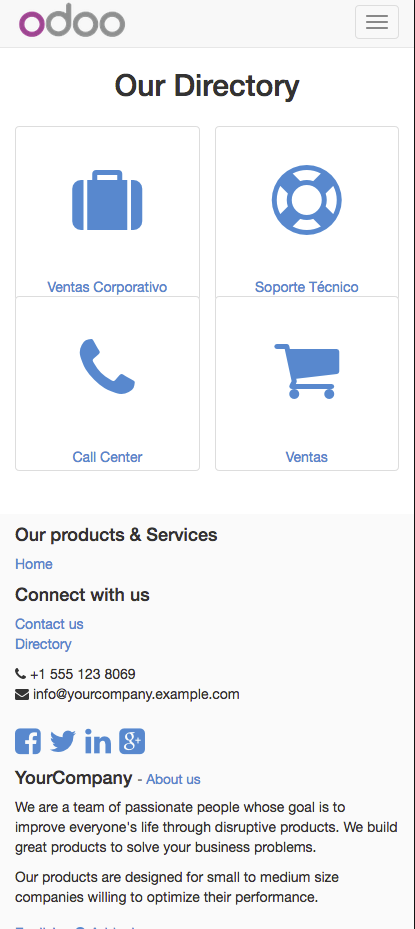 odoo
Our Directory
Ventas Corporativo
Soporte Técnico
Call Center
Ventas
Our products & Services
Home
Connect with us
Contact us
Directory
+1 555 123 8069
info@yourcompany.example.com
YourCompany - About us
We are a team of passionate people whose goal is to
improve everyone's life through disruptive products. We build
great products to solve your business problems.
Our products are designed for small to medium size
companies willing to optimize their performance.